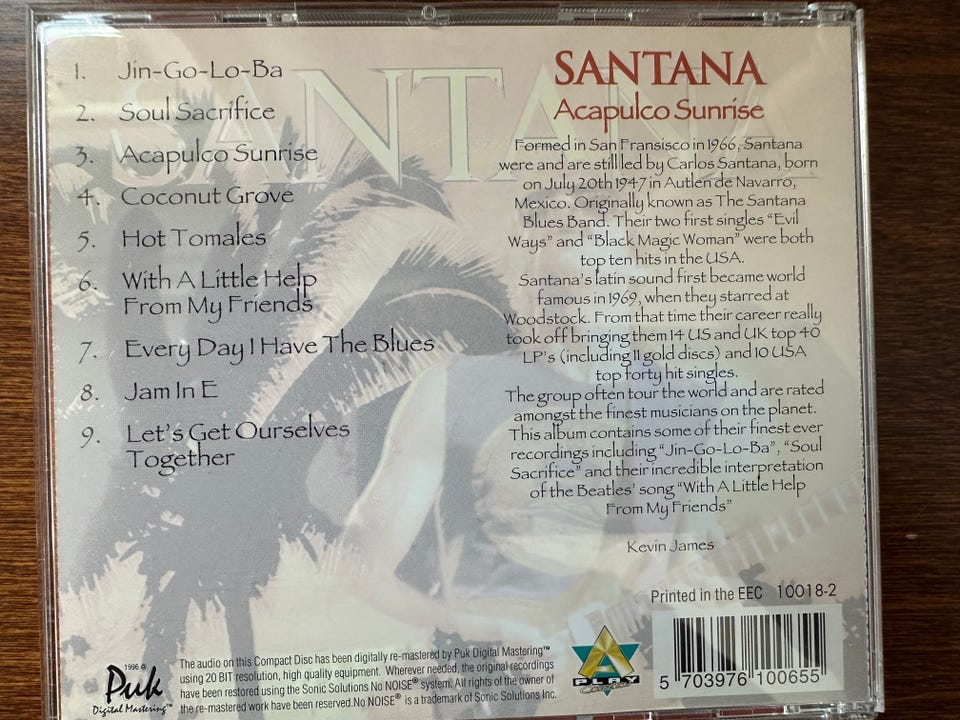 SANTANA
1. Jin-Go-Lo-Ba
2. Soul Sacrifice
3. Acapulco Sunrise
4. Coconut Grove
5. Hot Tomales
6. With A Little Help
From My Friends
7. Every Day I Have The Blues
8. Jam In E
9. Let's Get Ourselves
Together
SANTANA
Acapulco Sunrise
Formed in San Fransisco in 1966, Santana
were and are still led by Carlos Santana, born
on July 20th 1947 in Autlen de Navarro,
Mexico. Originally known as The Santana
Blues Band. Their two first singles "Evil
Ways" and "Black Magic Woman" were both
top ten hits in the USA.
Santana's latin sound first became world
famous in 1969, when they starred at
Woodstock. From that time their career really
took off bringing them 14 US and UK top 40
LP's (including 11 gold discs) and 10 USA
top forty hit singles.
The group often tour the world and are rated
amongst the finest musicians on the planet.
This album contains some of their finest ever
recordings including "Jin-Go-Lo-Ba", "Soul
Sacrifice" and their incredible interpretation
of the Beatles' song "With A Little Help
From My Friends"
Kevin James
Printed in the EEC 10018-2
1996 ©
Puk
Digital Mastering™
The audio on this Compact Disc has been digitally re-mastered by Puk Digital Mastering™
using 20 BIT resolution, high quality equipment. Wherever needed, the original recordings
have been restored using the Sonic Solutions No NOISE® system. All rights of the owner of
the re-mastered work have been reserved.No NOISE® is a trademark of Sonic Solutions Inc.
A
PLAY
5 703976 100655